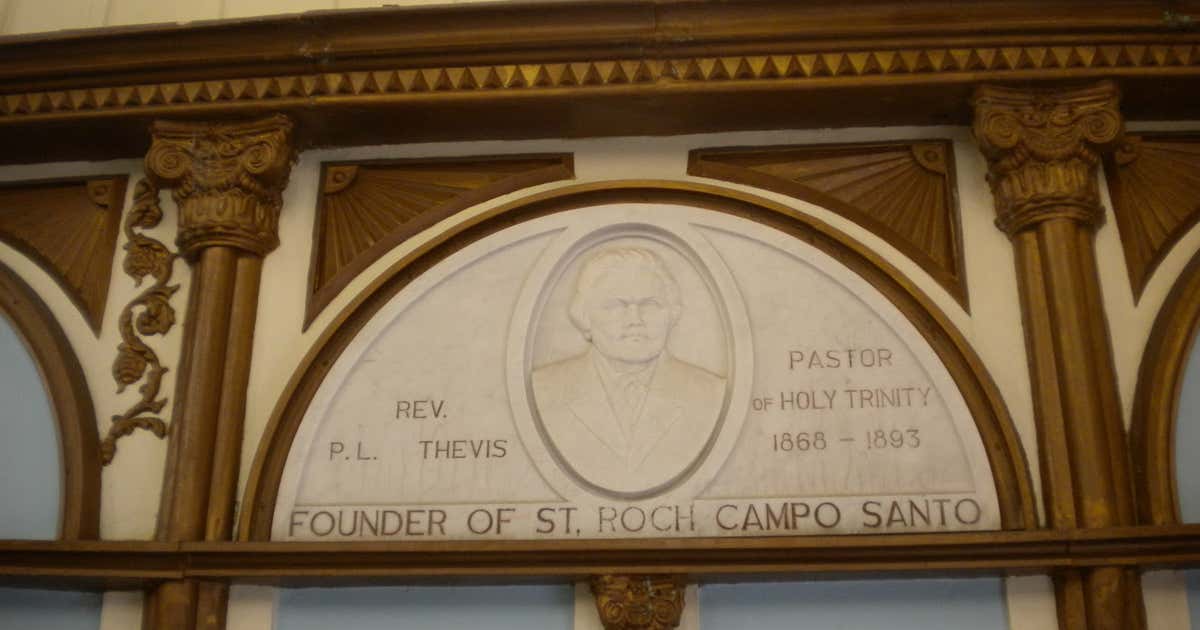 REV.
P.L. THEVIS
PASTOR
OF HOLY TRINITY
1868 – 1893
FOUNDER OF ST. ROCH CAMPO SANTO